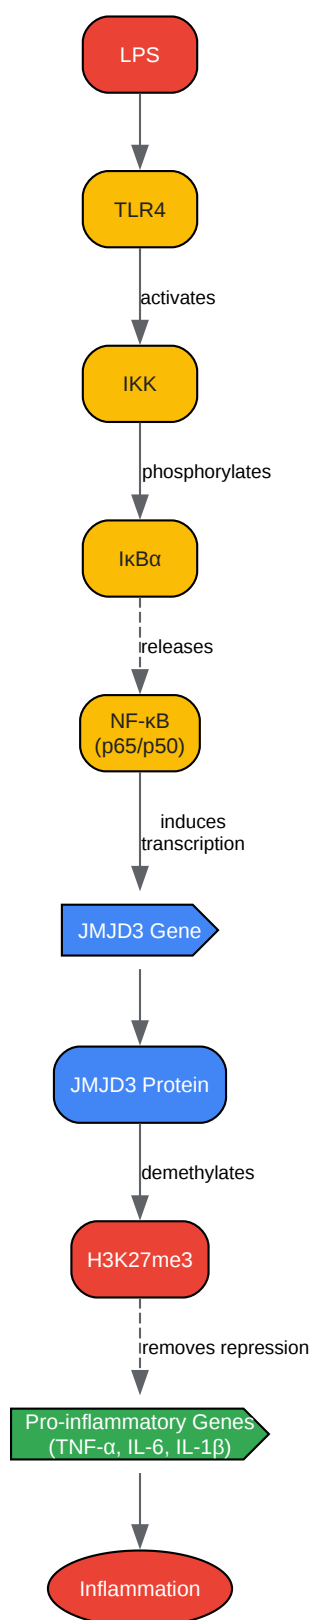 LPS
TLR4
activates
IKK
phosphorylates
IκBα
releases
NF-κB
(p65/p50)
induces
transcription
JMJD3 Gene
JMJD3 Protein
demethylates
H3K27me3
removes repression
Pro-inflammatory Genes
(TNF-α, IL-6, IL-1β)
Inflammation